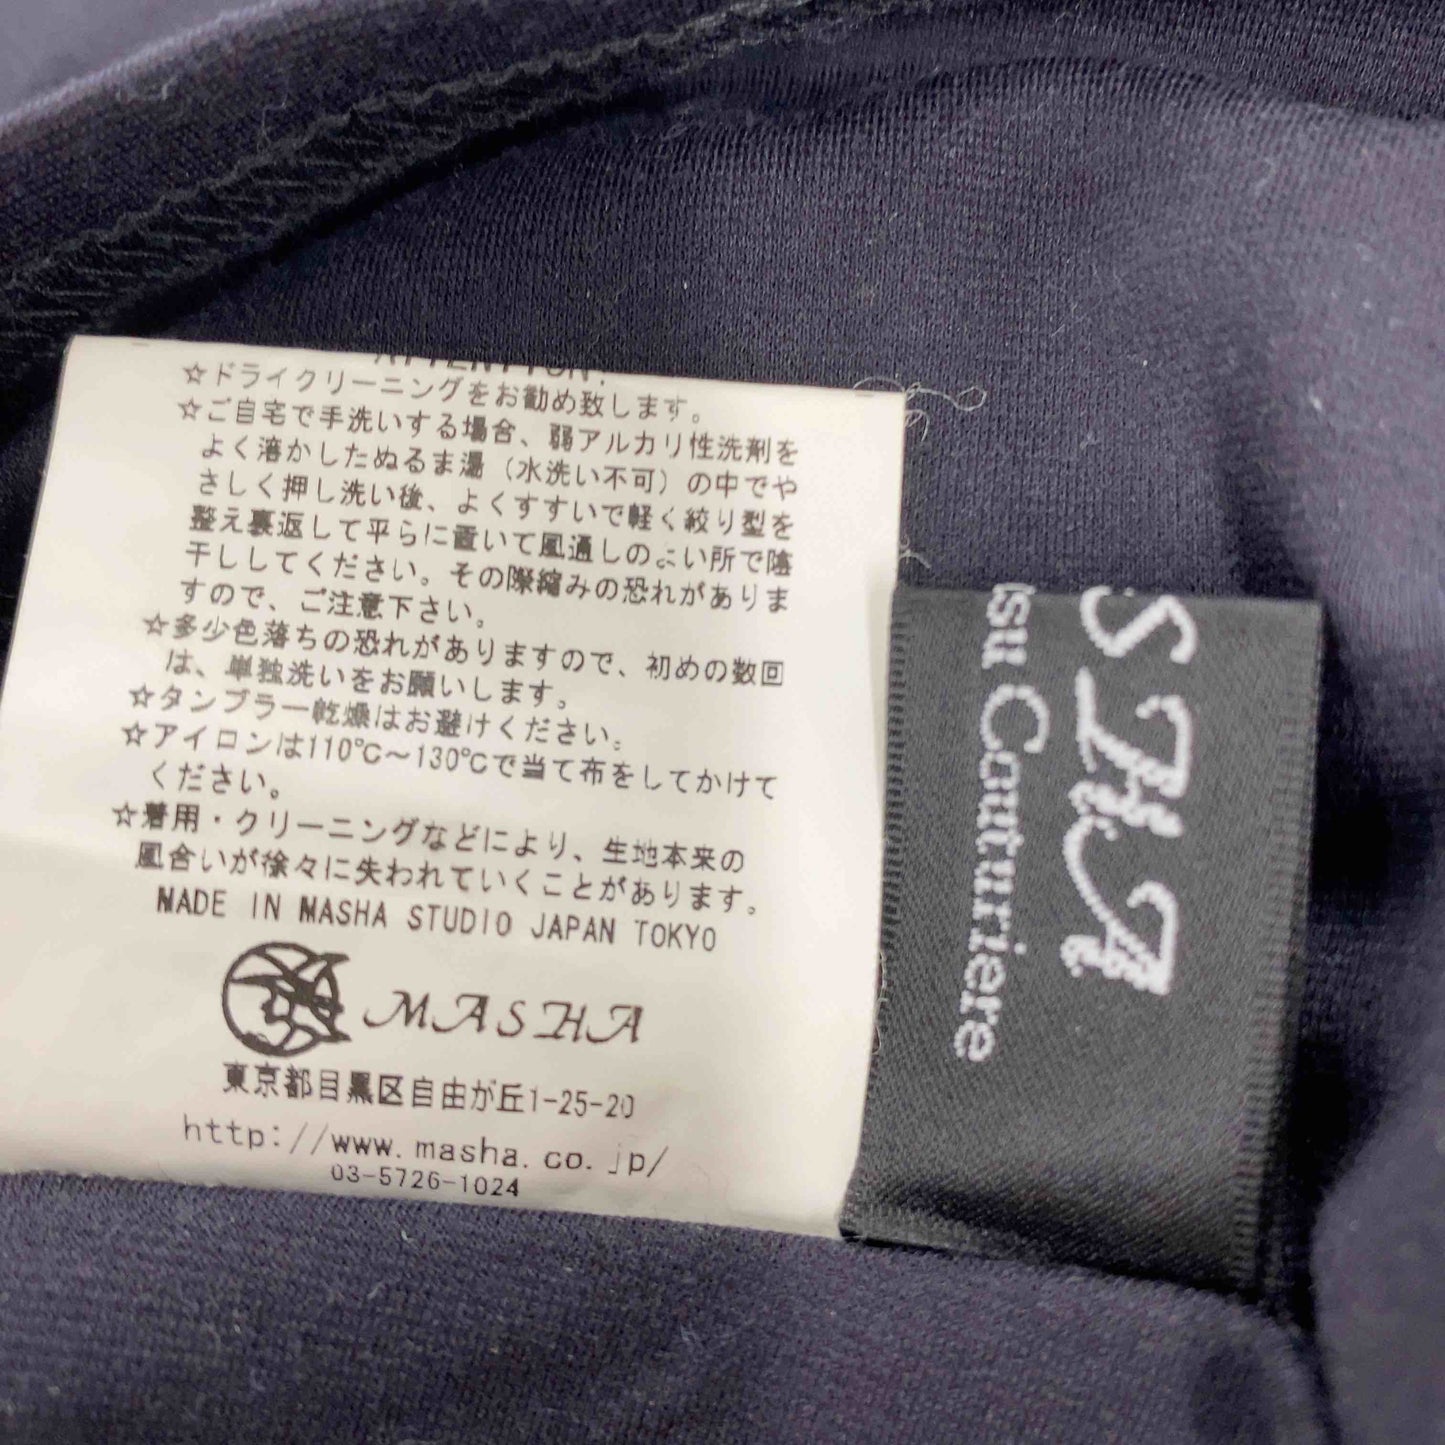 ATTENTION!
☆ドライクリーニングをお勧め致します。
☆ご自宅で手洗いする場合、弱アルカリ性洗剤を
よく溶かしたぬるま湯（水洗い不可）の中でや
さしく押し洗い後、よくすすいで軽く絞り型を
整え裏返して平らに置いて風通しのよい所で陰
干ししてください。その際縮みの恐れがありま
すので、ご注意下さい。
☆多少色落ちの恐れがありますので、初めの数回
は、単独洗いをお願いします。
☆タンブラー乾燥はお避けください。
☆アイロンは110℃～130℃で当て布をしてかけて
ください。
☆着用・クリーニングなどにより、生地本来の
風合いが徐々に失われていくことがあります。
MADE IN MASHA STUDIO JAPAN TOKYO
MASHA
東京都目黒区自由が丘1-25-20
http://www.masha.co.jp/
03-5726-1024
SHA
Couturiere